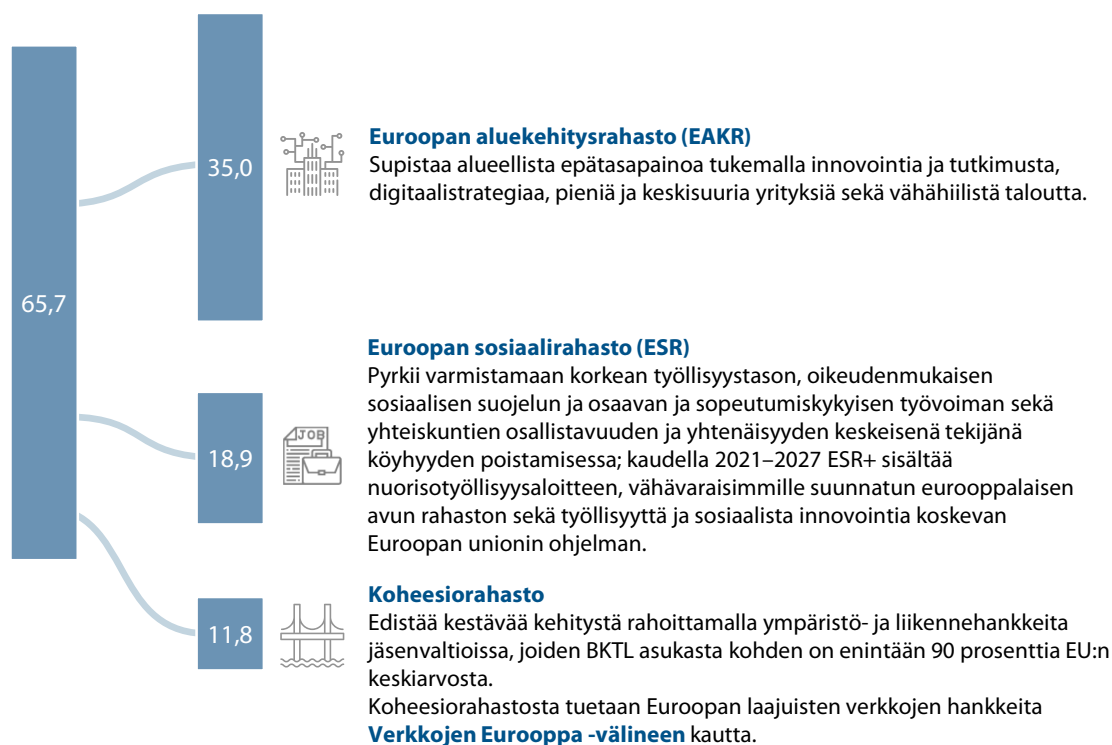 65,7
35,0
Euroopan aluekehitysrahasto (EAKR)
Supistaa alueellista epätasapainoa tukemalla innovointia ja tutkimusta,
digitaalistrategiaa, pieniä ja keskisuuria yrityksiä sekä vähähiilistä taloutta.
18,9
JOB
Euroopan sosiaalirahasto (ESR)
Pyrkii varmistamaan korkean työllisyystason, oikeudenmukaisen
sosiaalisen suojelun ja osaavan ja sopeutumiskykyisen työvoiman sekä
yhteiskuntien osallistavuuden ja yhtenäisyyden keskeisenä tekijänä
köyhyyden poistamisessa; kaudella 2021–2027 ESR+ sisältää
nuorisotyöllisyysaloitteen, vähävaraisimmille suunnatun eurooppalaisen
avun rahaston sekä työllisyyttä ja sosiaalista innovointia koskevan
Euroopan unionin ohjelman.
11,8
Koheesiorahasto
Edistää kestävää kehitystä rahoittamalla ympäristö- ja liikennehankkeita
jäsenvaltioissa, joiden BKTL asukasta kohden on enintään 90 prosenttia EU:n
keskiarvosta.
Koheesiorahastosta tuetaan Euroopan laajuisten verkkojen hankkeita
Verkkojen Eurooppa -välineen kautta.